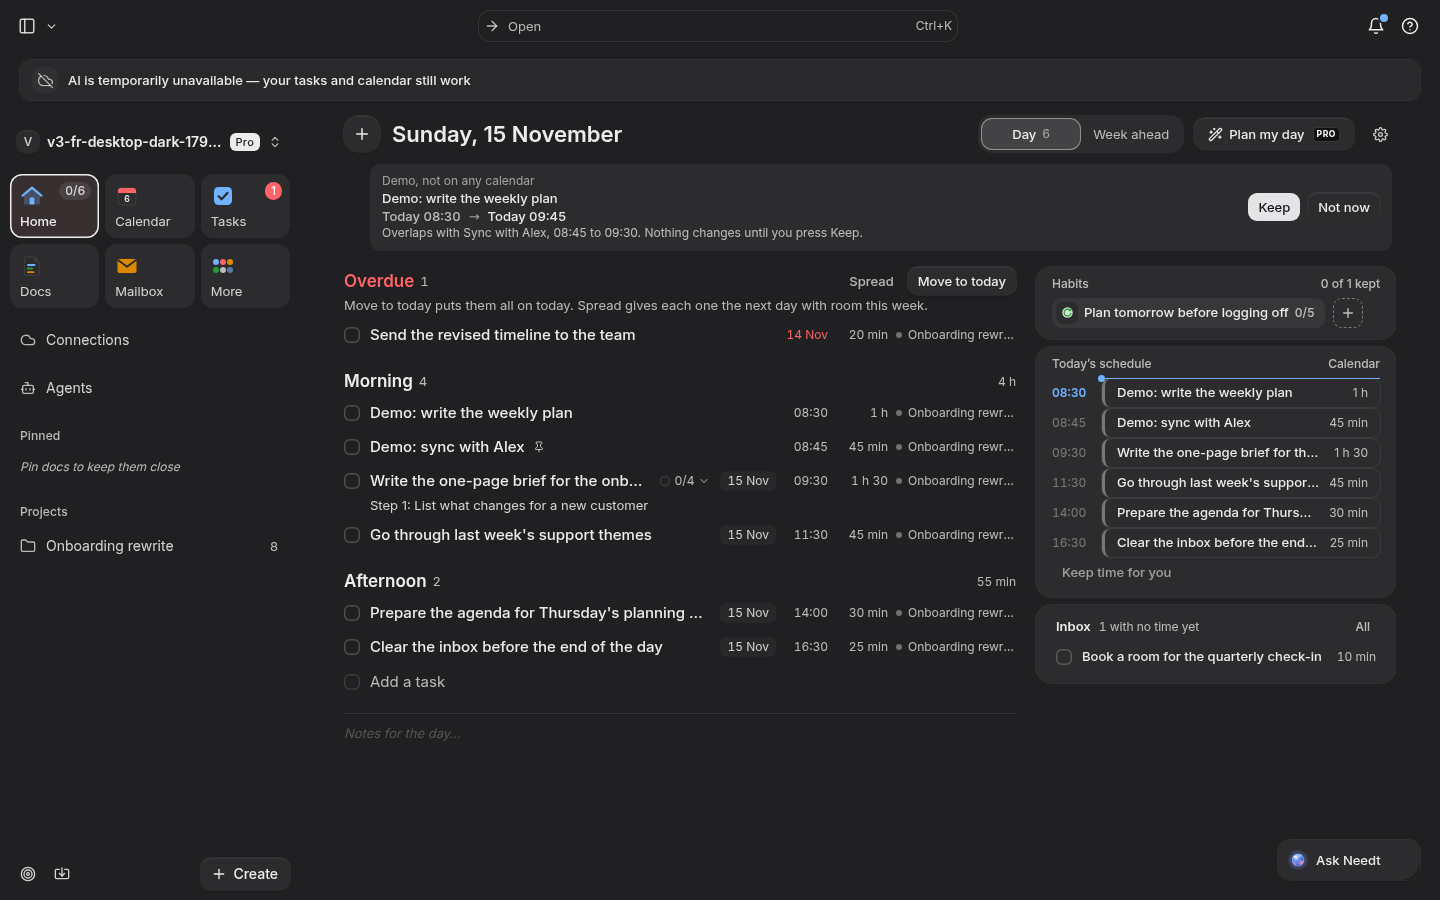 Open
Ctrl+K
AI is temporarily unavailable — your tasks and calendar still work
V
v3-fr-desktop-dark-179...
Pro
Home
0/6
Calendar
6
Tasks
1
Docs
Mailbox
More
Connections
Agents
Pinned
Pin docs to keep them close
Projects
Onboarding rewrite
8
Create
Sunday, 15 November
Day 6
Week ahead
Plan my day PRO
Demo, not on any calendar
Demo: write the weekly plan
Today 08:30 → Today 09:45
Overlaps with Sync with Alex, 08:45 to 09:30. Nothing changes until you press Keep.
Keep
Not now
Overdue 1
Spread
Move to today
Move to today puts them all on today. Spread gives each one the next day with room this week.
Send the revised timeline to the team 14 Nov 20 min Onboarding rewr...
Morning 4 4 h
Demo: write the weekly plan 08:30 1 h Onboarding rewr...
Demo: sync with Alex 08:45 45 min Onboarding rewr...
Write the one-page brief for the onb... 0/4 15 Nov 09:30 1 h 30 Onboarding rewr...
Step 1: List what changes for a new customer
Go through last week's support themes 15 Nov 11:30 45 min Onboarding rewr...
Afternoon 2 55 min
Prepare the agenda for Thursday's planning ... 15 Nov 14:00 30 min Onboarding rewr...
Clear the inbox before the end of the day 15 Nov 16:30 25 min Onboarding rewr...
Add a task
Notes for the day...
Habits 0 of 1 kept
Plan tomorrow before logging off 0/5
Today's schedule Calendar
08:30 Demo: write the weekly plan 1 h
08:45 Demo: sync with Alex 45 min
09:30 Write the one-page brief for th... 1 h 30
11:30 Go through last week's suppor... 45 min
14:00 Prepare the agenda for Thurs... 30 min
16:30 Clear the inbox before the end... 25 min
Keep time for you
Inbox 1 with no time yet All
Book a room for the quarterly check-in 10 min
Ask Needt